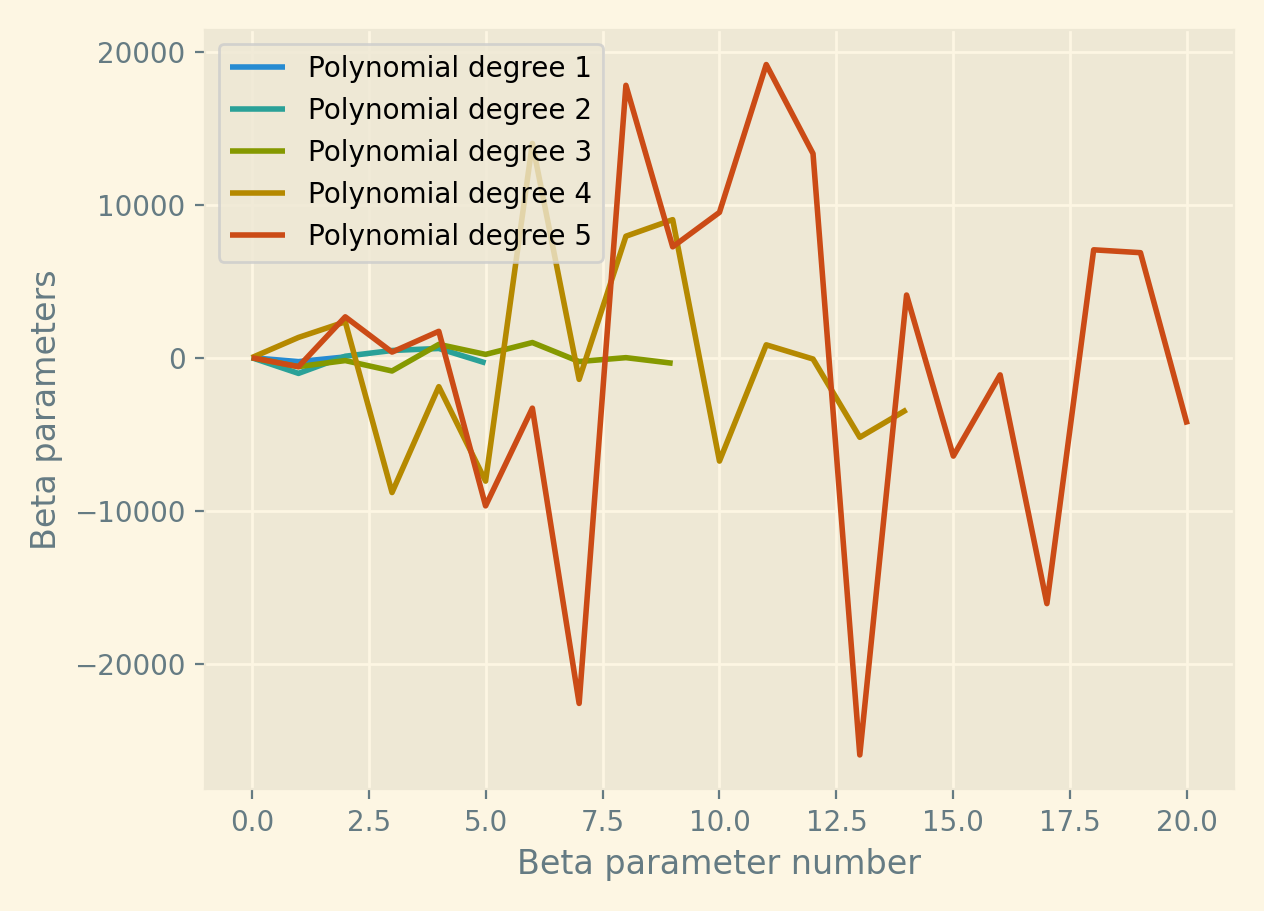 20000
10000
0
−10000
−20000
Beta parameters
Polynomial degree 1
Polynomial degree 2
Polynomial degree 3
Polynomial degree 4
Polynomial degree 5
0.0 2.5 5.0 7.5 10.0 12.5 15.0 17.5 20.0
Beta parameter number